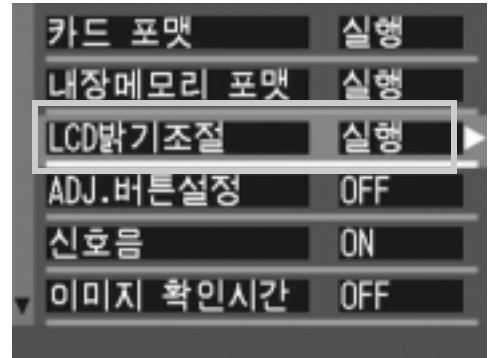 카드 포맷 실행
내장메모리 포맷 실행
LCD밝기조절 실행
ADJ.버튼설정 OFF
신호음 ON
이미지 확인시간 OFF